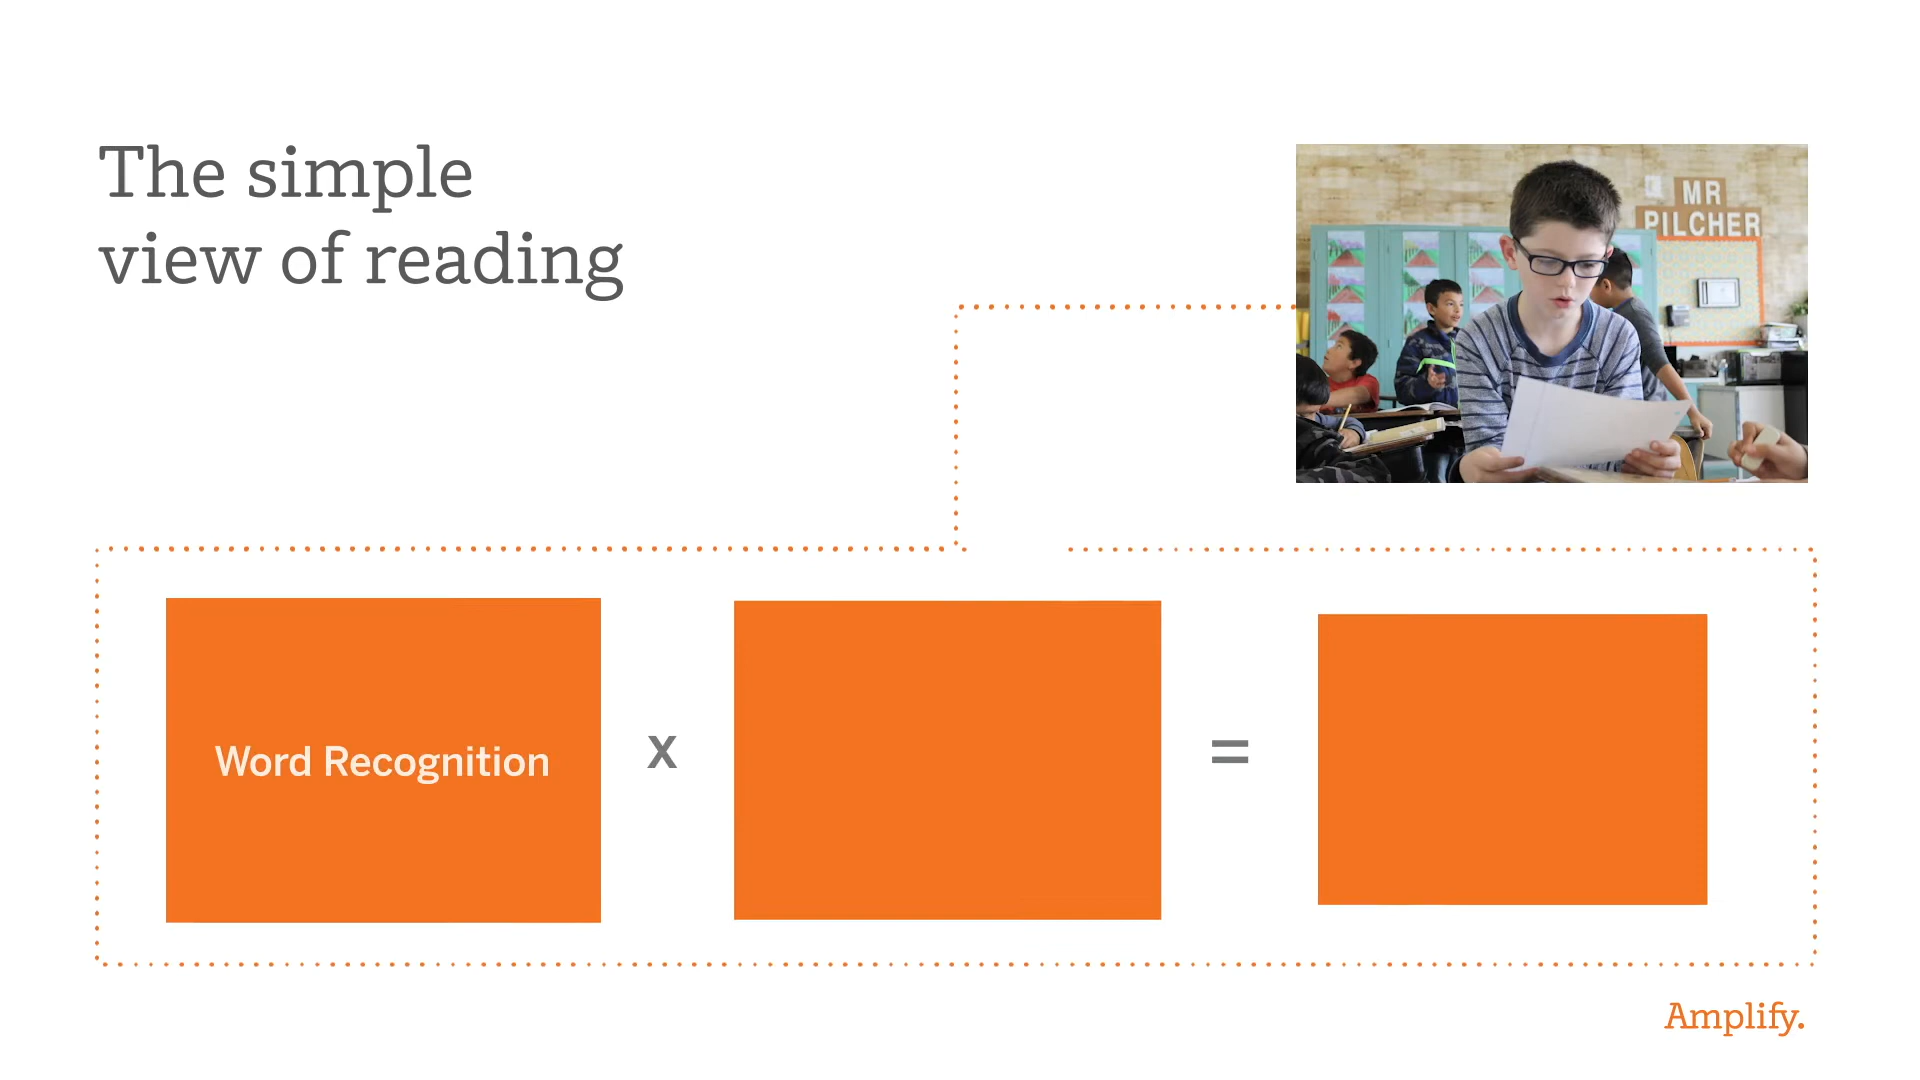 The simple
view of reading
MR
PILCHER
Word Recognition
x
=
Amplify.